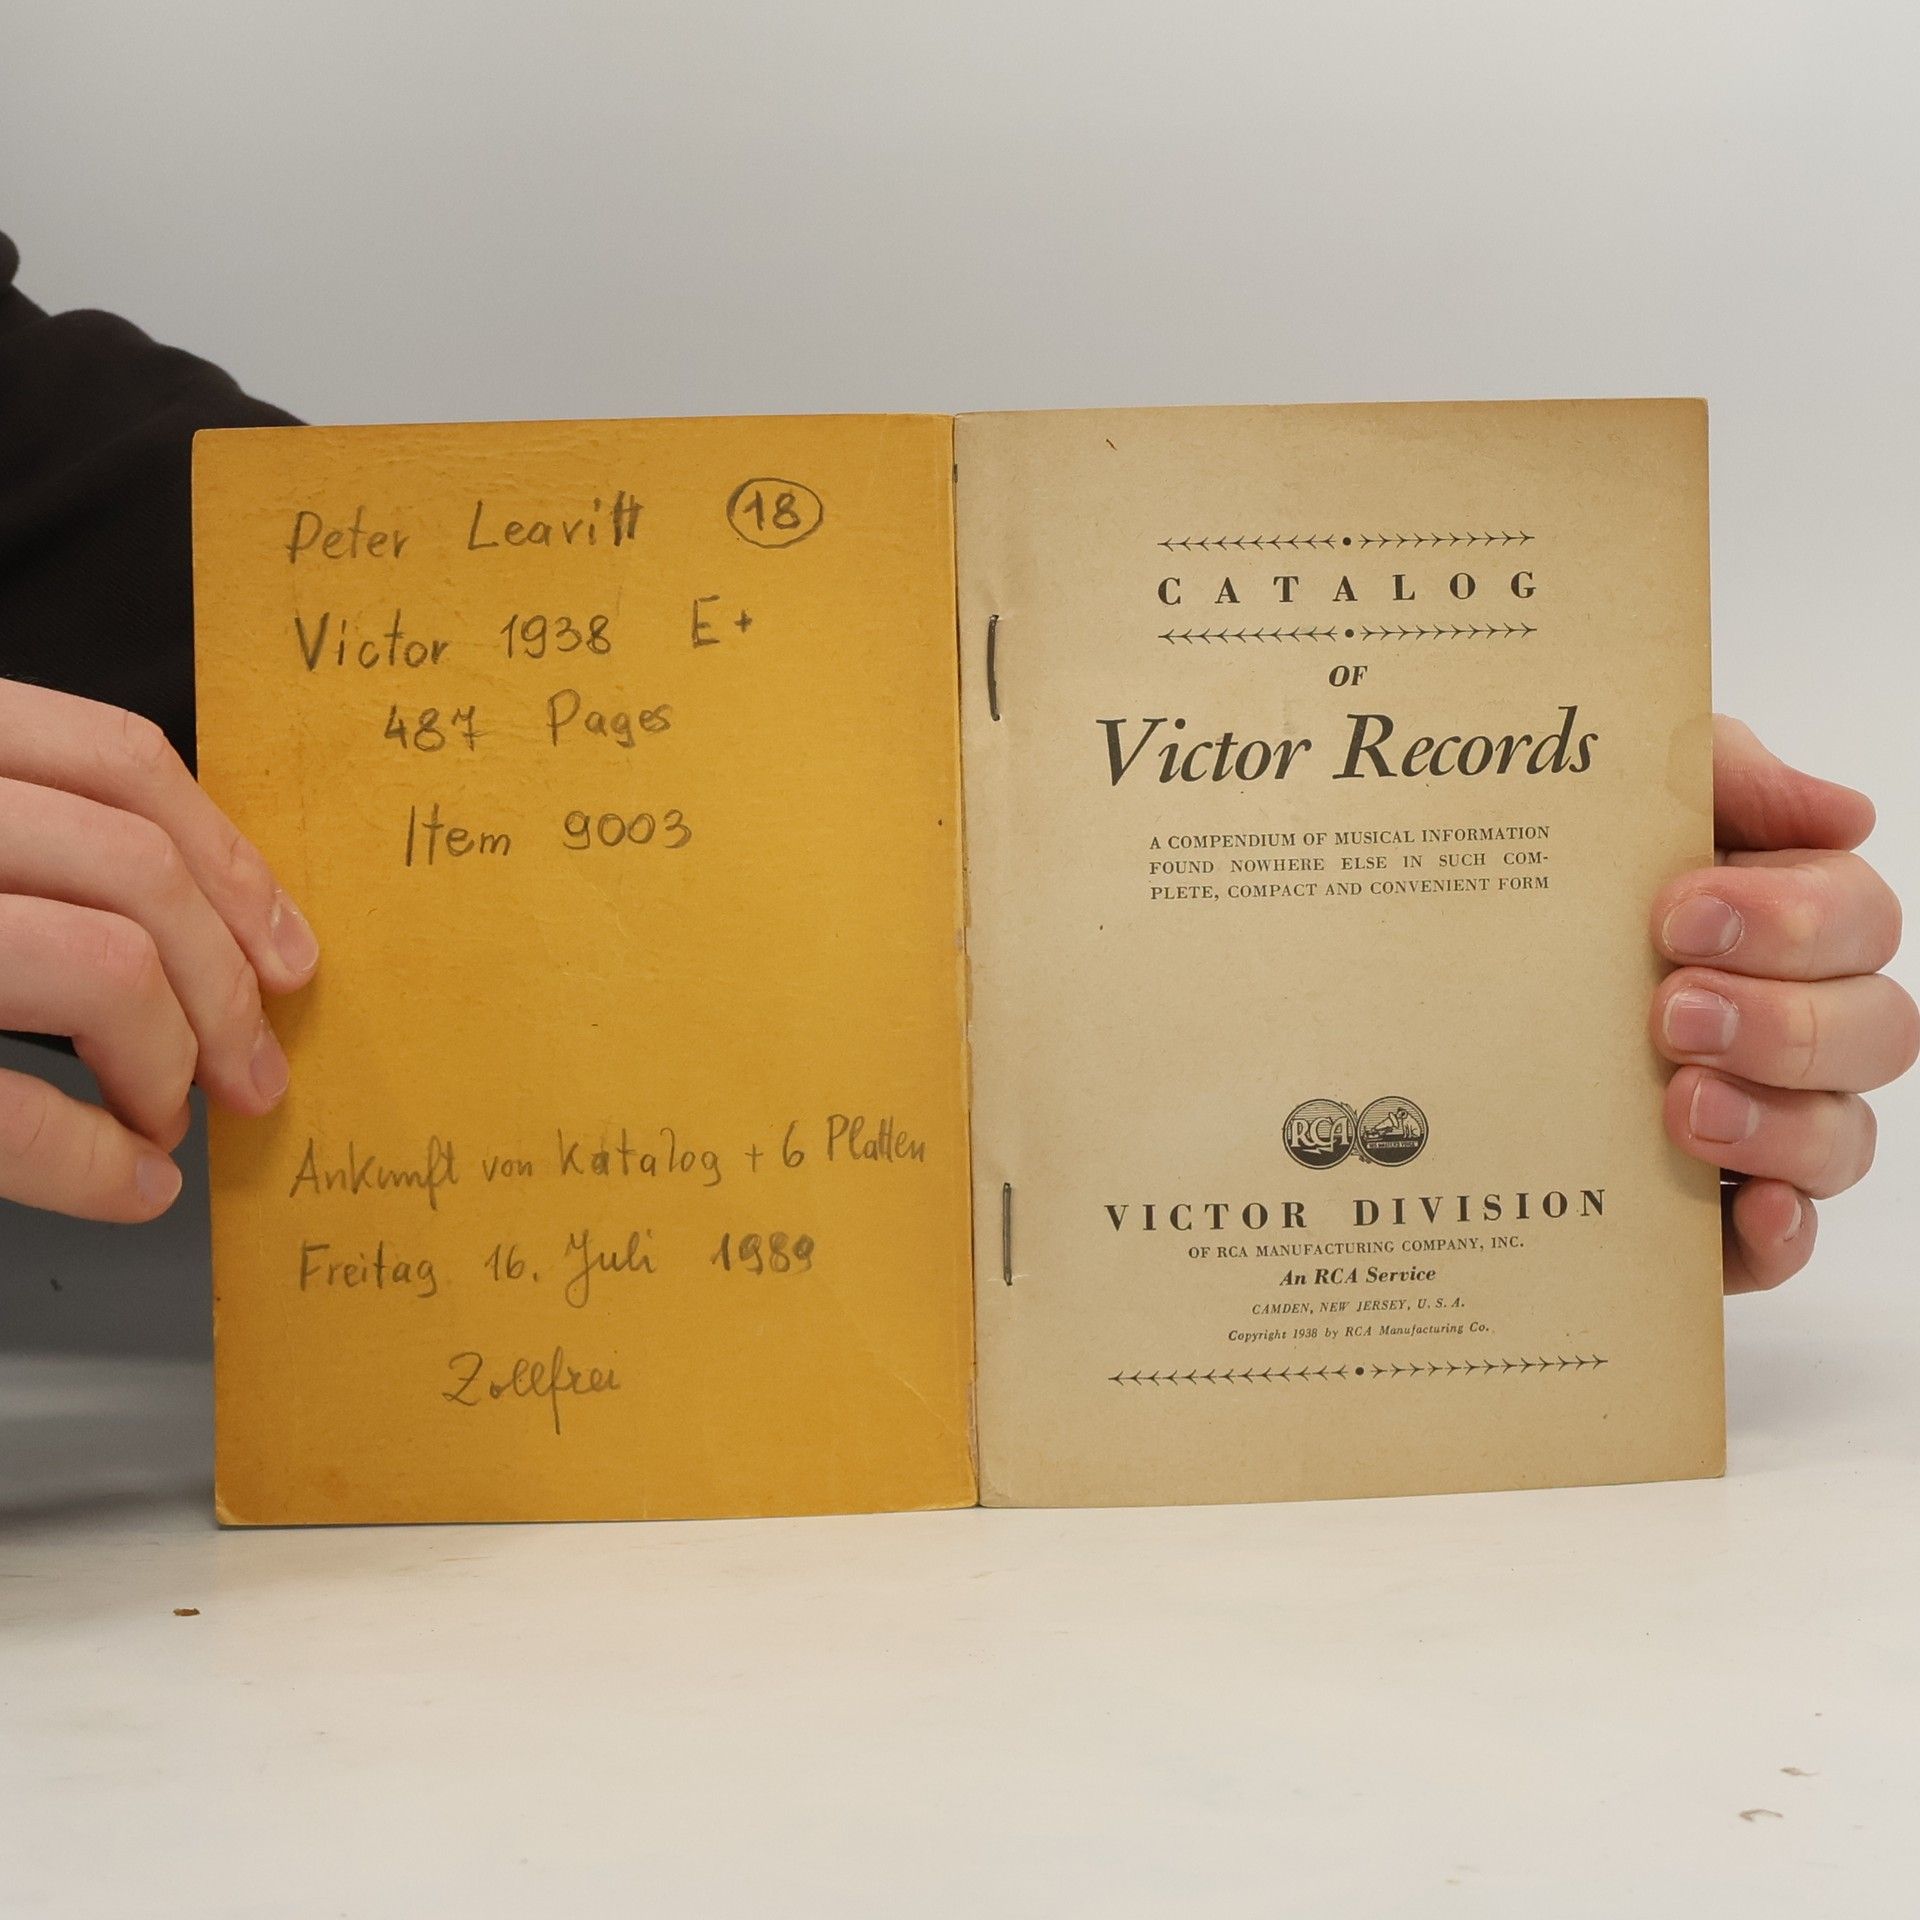 Peter Leavitt 18
Victor 1938 E+
487 Pages
Item 9003
Ankunft von Katalog + 6 Platten
Freitag 16. Juli 1989
Zollfrei
CATALOG
OF
Victor Records
A COMPENDIUM OF MUSICAL INFORMATION
FOUND NOWHERE ELSE IN SUCH COM-
PLETE, COMPACT AND CONVENIENT FORM
RCA
HIS MASTER'S VOICE
VICTOR DIVISION
OF RCA MANUFACTURING COMPANY, INC.
An RCA Service
CAMDEN, NEW JERSEY, U. S. A.
Copyright 1938 by RCA Manufacturing Co.